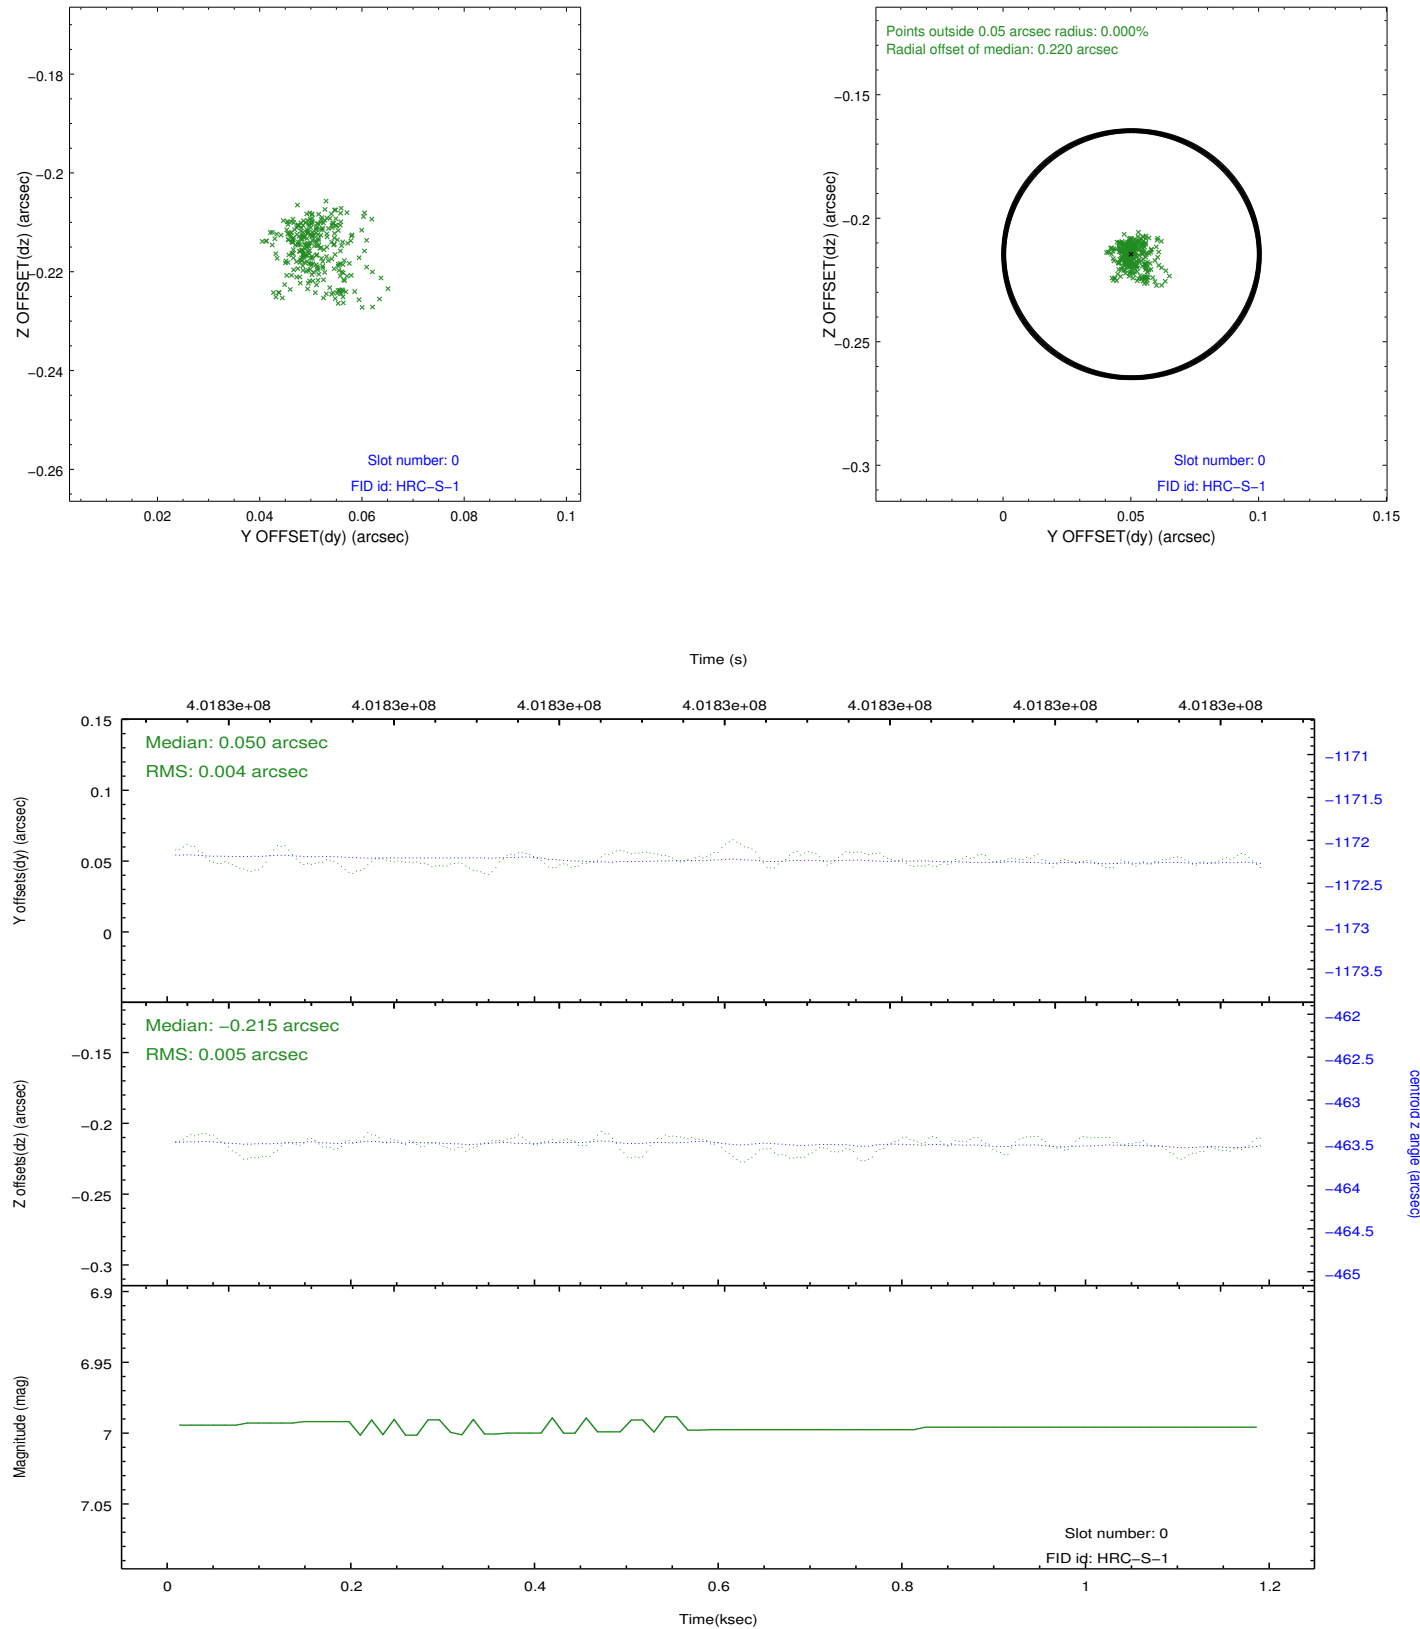 −0.18
−0.2
−0.22
−0.24
−0.26
Z OFFSET(dz) (arcsec)
Slot number: 0
FID id: HRC−S−1
0.02 0.04 0.06 0.08 0.1
Y OFFSET(dy) (arcsec)
Points outside 0.05 arcsec radius: 0.000%
Radial offset of median: 0.220 arcsec
−0.15
−0.2
−0.25
−0.3
Z OFFSET(dz) (arcsec)
Slot number: 0
FID id: HRC−S−1
0 0.05 0.1 0.15
Y OFFSET(dy) (arcsec)
Time (s)
4.0183e+08 4.0183e+08 4.0183e+08 4.0183e+08 4.0183e+08 4.0183e+08 4.0183e+08
Median: 0.050 arcsec
RMS: 0.004 arcsec
0.15
0.1
0.05
0
Y offsets(dy) (arcsec)
−1171
−1171.5
−1172
−1172.5
−1173
−1173.5
Median: −0.215 arcsec
RMS: 0.005 arcsec
−0.15
−0.2
−0.25
−0.3
Z offsets(dz) (arcsec)
−462
−462.5
−463
−463.5
−464
−464.5
−465
centroid z angle (arcsec)
6.9
6.95
7
7.05
Magnitude (mag)
Slot number: 0
FID id: HRC−S−1
0 0.2 0.4 0.6 0.8 1 1.2
Time(ksec)